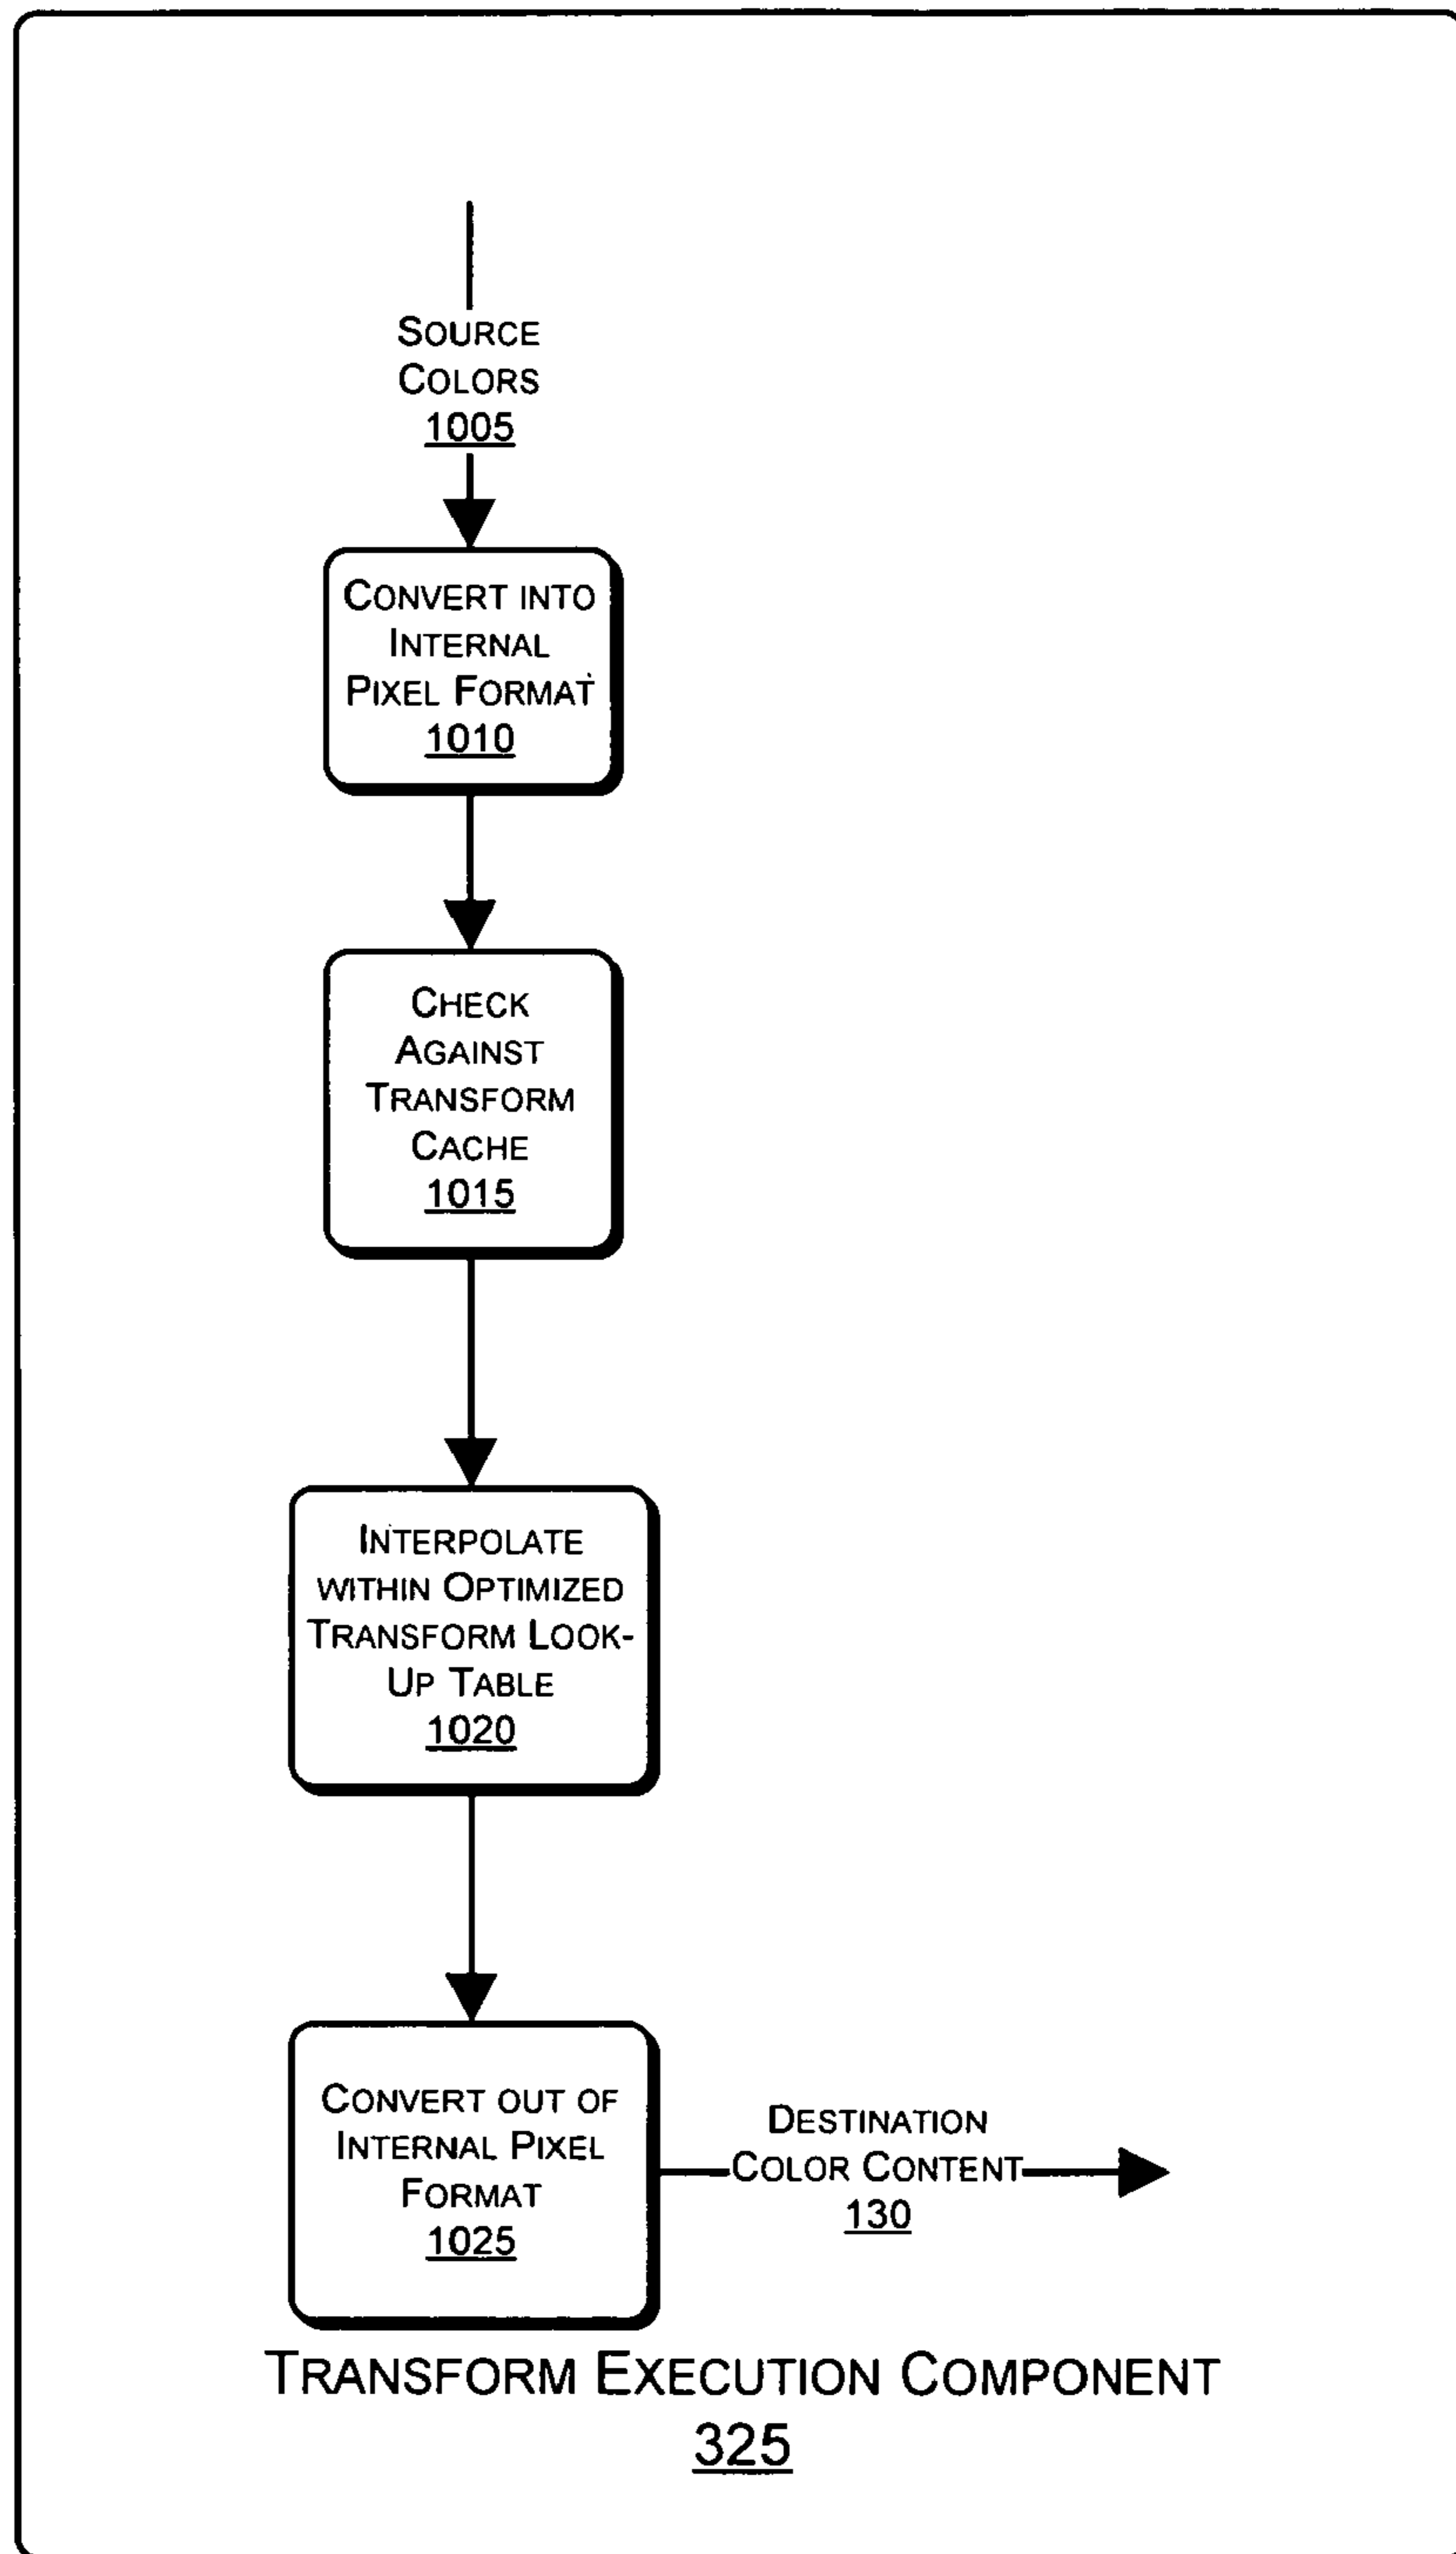 SOURCE
COLORS
1005
CONVERT INTO
INTERNAL
PIXEL FORMAT
1010
CHECK
AGAINST
TRANSFORM
CACHE
1015
INTERPOLATE
WITHIN OPTIMIZED
TRANSFORM LOOK-
UP TABLE
1020
CONVERT OUT OF
INTERNAL PIXEL
FORMAT
1025
DESTINATION
COLOR CONTENT
130
TRANSFORM EXECUTION COMPONENT
325